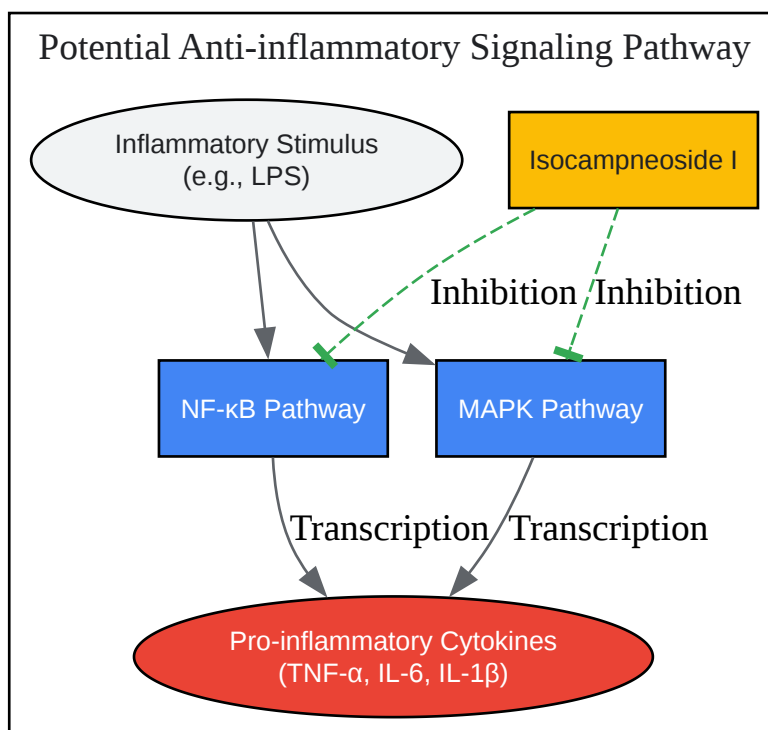 Potential Anti-inflammatory Signaling Pathway
Inflammatory Stimulus
(e.g., LPS)
Isocampneoside I
Inhibition
Inhibition
NF-κB Pathway
MAPK Pathway
Transcription
Transcription
Pro-inflammatory Cytokines
(TNF-α, IL-6, IL-1β)